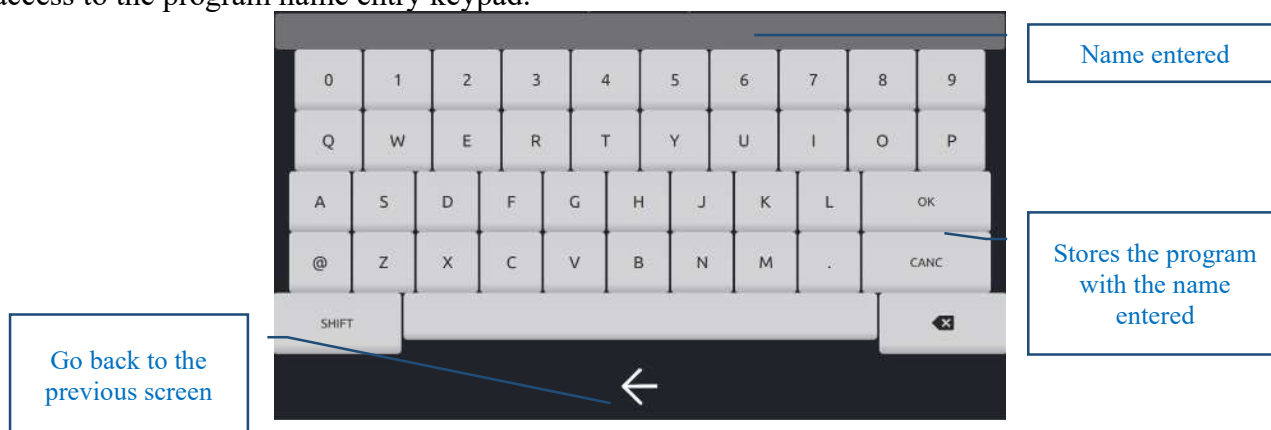 access to the program name entry keypad.
Name entered
0 1 2 3 4 5 6 7 8 9
Q W E R T Y U I O P
A S D F G H J K L OK
@ Z X C V B N M . CANC
Stores the program
with the name
entered
SHIFT
Go back to the
previous screen